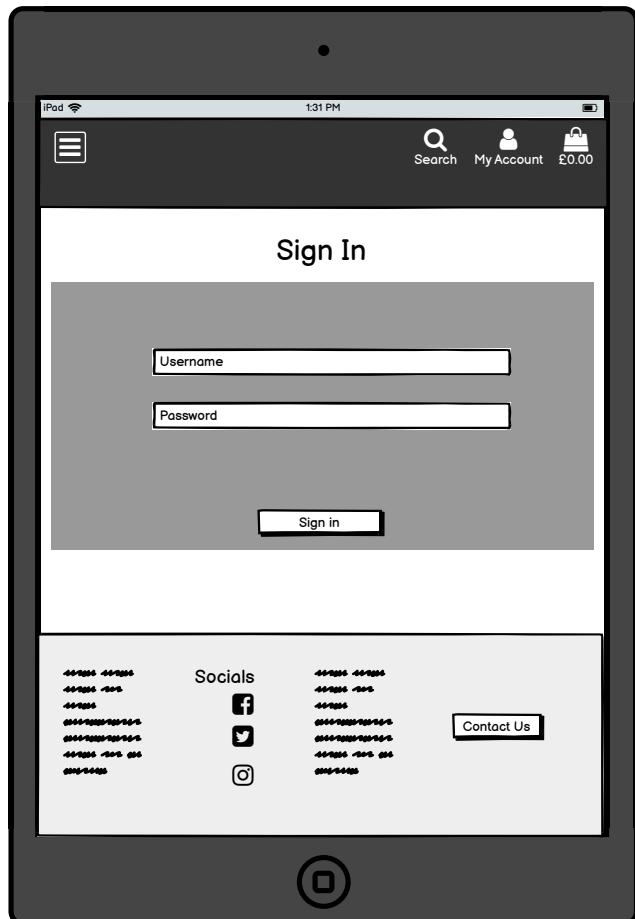 iPad 1:31 PM
Search My Account £0.00
Sign In
Username
Password
Sign in
Socials
Contact Us